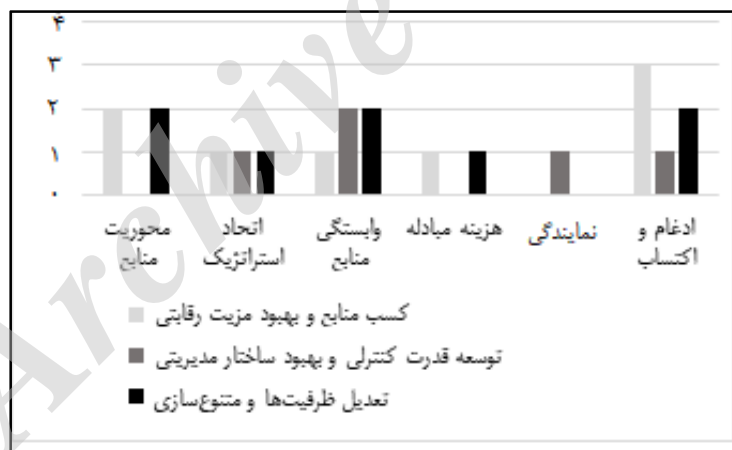 ۴
۳
۲
۱
۰
محوریت منابع
اتحاد استراتژیک
وابستگی منابع
هزینه مبادله
نمایندگی
ادغام و اکتساب
کسب منابع و بهبود مزیت رقابتی
توسعه قدرت کنترلی و بهبود ساختار مدیریتی
تعدیل ظرفیت‌ها و متنوع‌سازی
Archive